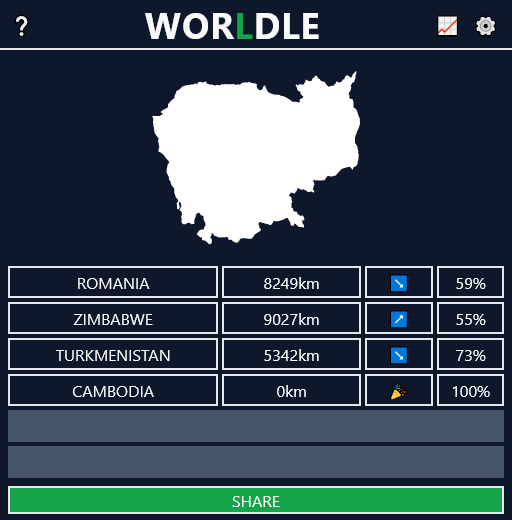 ? WORLDLE
ROMANIA 8249km 59%
ZIMBABWE 9027km 55%
TURKMENISTAN 5342km 73%
CAMBODIA 0km 100%
SHARE